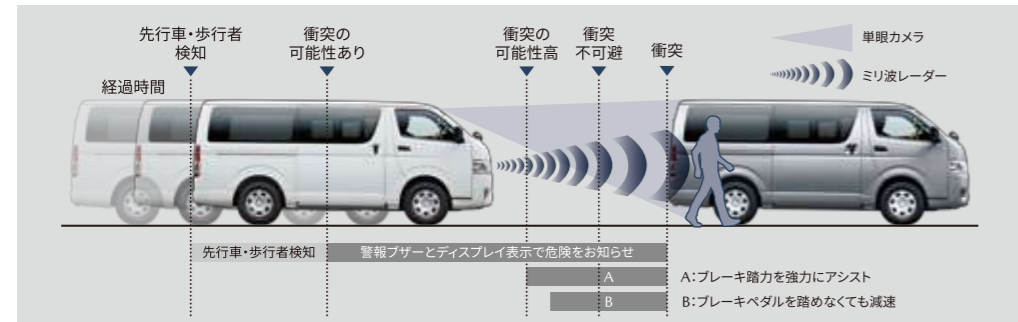 先行車・歩行者
検知
衝突の
可能性あり
衝突の
可能性高
衝突
不可避
衝突
単眼カメラ
ミリ波レーダー
経過時間
先行車・歩行者検知
警報ブザーとディスプレイ表示で危険をお知らせ
A
A：ブレーキ踏力を強力にアシスト
B
B：ブレーキペダルを踏めなくても減速